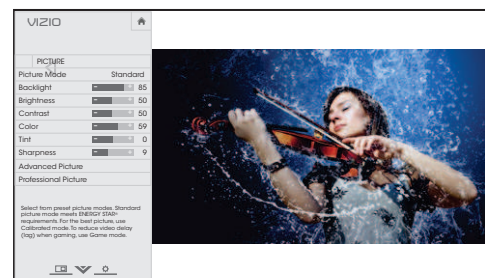 VIZIO
PICTURE
Picture Mode Standard
Backlight 85
Brightness 50
Contrast 50
Color 59
Tint 0
Sharpness 9
Advanced Picture
Professional Picture
Select from preset picture modes. Standard
picture mode meets ENERGY STAR®
requirements. For the best picture, use
Calibrated mode. To reduce video delay
(lag) when gaming, use Game mode.